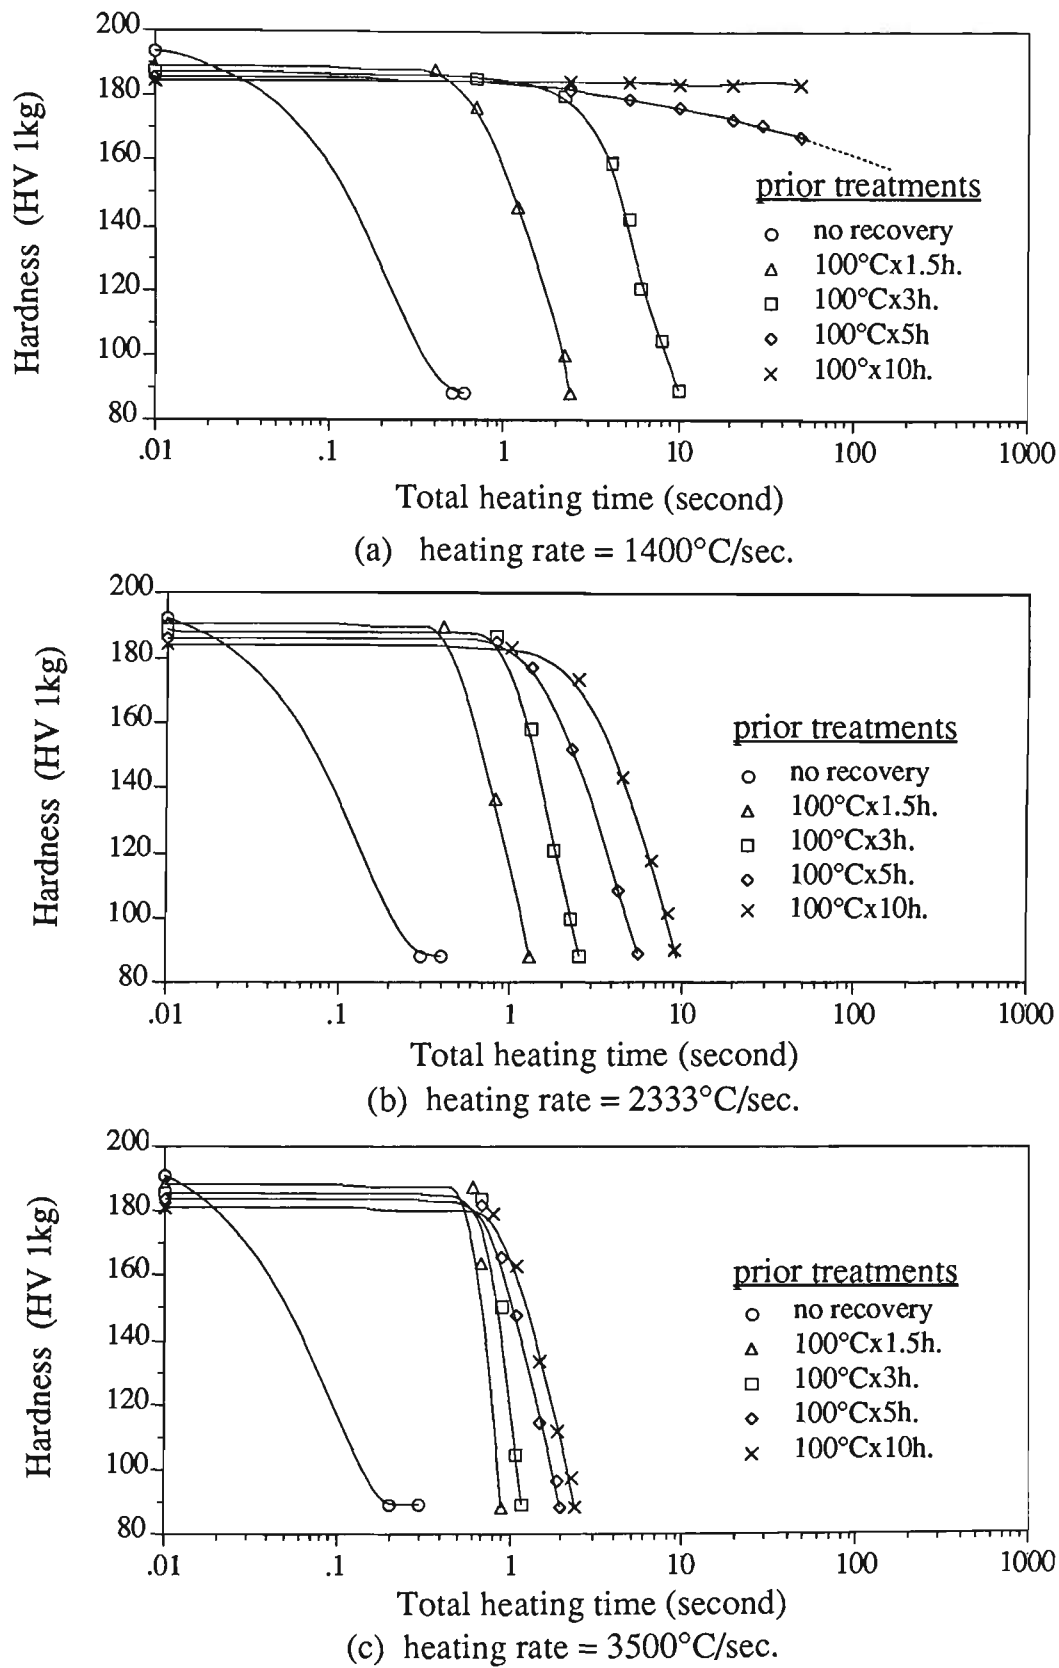 200
180
160
140
120
100
80
Hardness (HV 1kg)
prior treatments
no recovery
100°Cx1.5h.
100°Cx3h.
100°Cx5h
100°x10h.
.01 .1 1 10 100 1000
Total heating time (second)
(a) heating rate = 1400°C/sec.
200
180
160
140
120
100
80
Hardness (HV 1kg)
prior treatments
no recovery
100°Cx1.5h.
100°Cx3h.
100°Cx5h.
100°Cx10h.
.01 .1 1 10 100 1000
Total heating time (second)
(b) heating rate = 2333°C/sec.
200
180
160
140
120
100
80
Hardness (HV 1kg)
prior treatments
no recovery
100°Cx1.5h.
100°Cx3h.
100°Cx5h.
100°Cx10h.
.01 .1 1 10 100 1000
Total heating time (second)
(c) heating rate = 3500°C/sec.